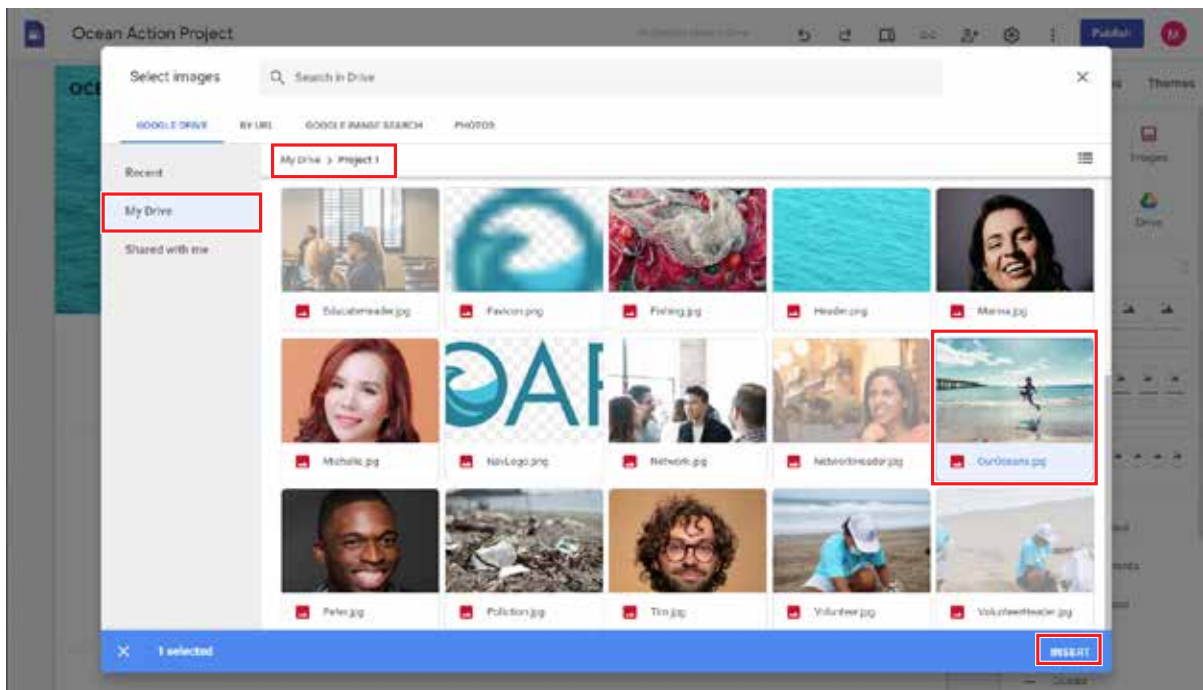 Ocean Action Project
Publish
M
Select images
Search in Drive
OCE
Themes
GOOGLE DRIVE BY URL GOOGLE IMAGE SEARCH PHOTOS
Images
My Drive > Project 1
Recent
My Drive
Drive
Shared with me
EducatorHeader.jpg Favicon.png Fishing.jpg Header.png Marina.jpg
OAP
Michelle.jpg NavLogo.png Network.jpg NetworkHeader.jpg OurOceans.jpg
Peter.jpg Pollution.jpg Tim.jpg Volunteer.jpg VolunteerHeader.jpg
1 selected INSERT